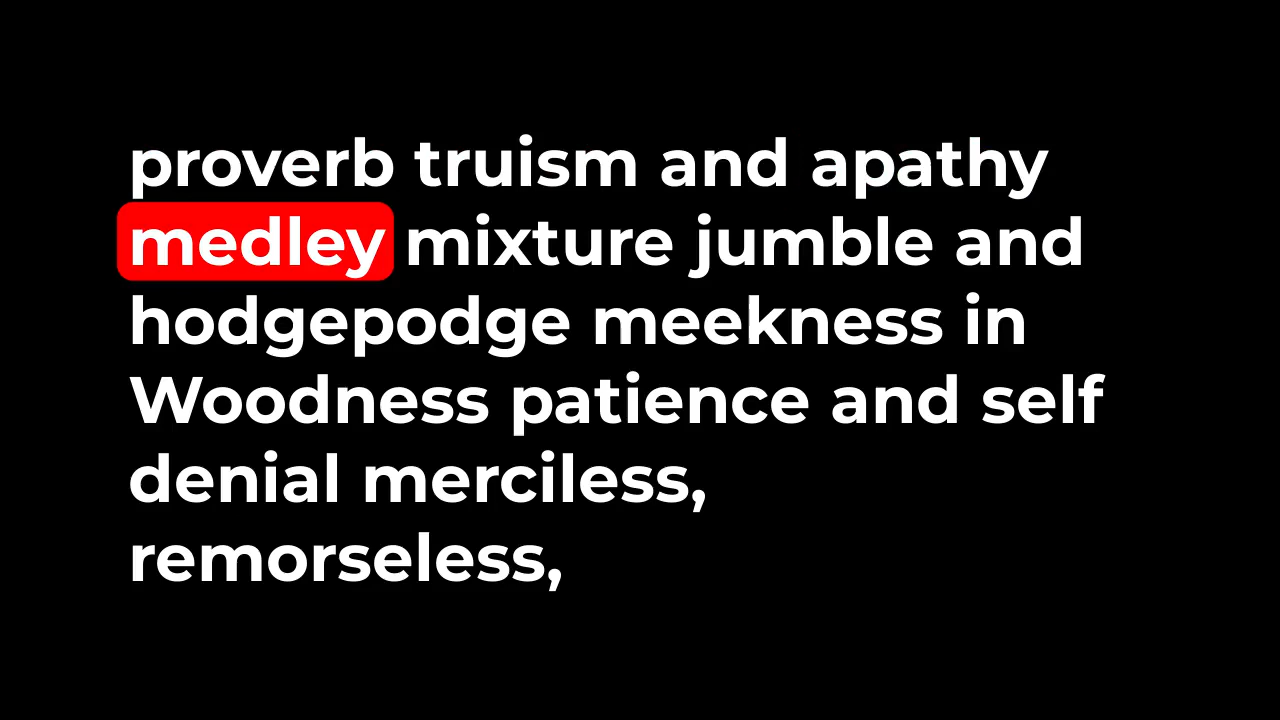 proverb truism and apathy
medley mixture jumble and
hodgepodge meekness in
Woodness patience and self
denial merciless,
remorseless,